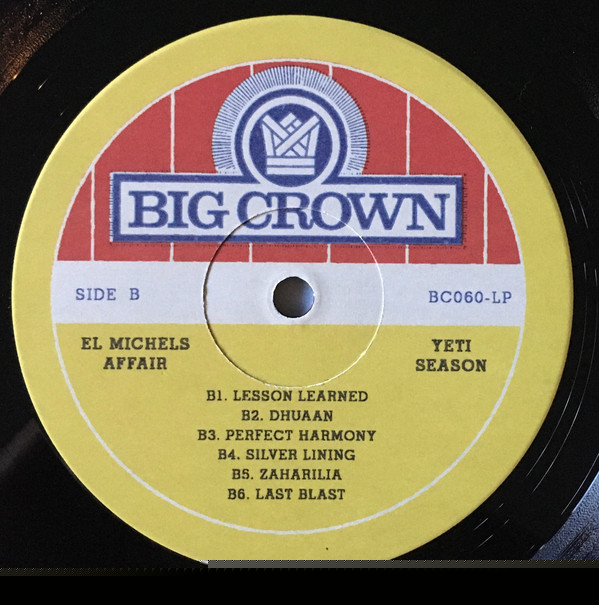 BIG CROWN
SIDE B
BC060-LP
EL MICHELS
AFFAIR
YETI
SEASON
B1. LESSON LEARNED
B2. DHUAAN
B3. PERFECT HARMONY
B4. SILVER LINING
B5. ZAHARILIA
B6. LAST BLAST